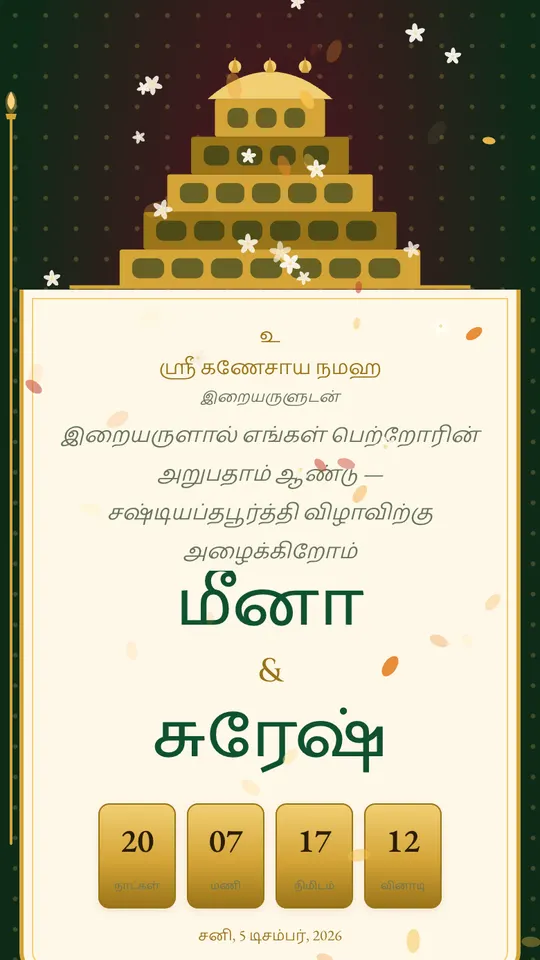 உ
ஸ்ரீ கணேசாய நமஹ
இறையருளுடன்
இறையருளால் எங்கள் பெற்றோரின்
அறுபதாம் ஆண்டு —
சஷ்டியப்தபூர்த்தி விழாவிற்கு
அழைக்கிறோம்
மீனா
&
சுரேஷ்
20 07 17 12
நாட்கள் மணி நிமிடம் வினாடி
சனி, 5 டிசம்பர், 2026